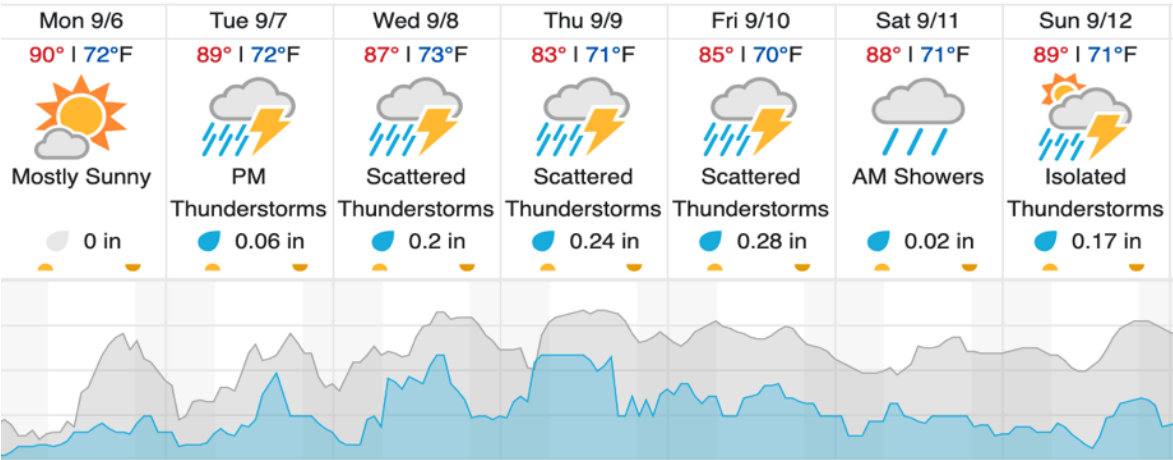 Mon 9/6 Tue 9/7 Wed 9/8 Thu 9/9 Fri 9/10 Sat 9/11 Sun 9/12
90° | 72°F 89° | 72°F 87° | 73°F 83° | 71°F 85° | 70°F 88° | 71°F 89° | 71°F
Mostly Sunny PM Scattered Scattered Scattered AM Showers Isolated
Thunderstorms Thunderstorms Thunderstorms Thunderstorms Thunderstorms
0 in 0.06 in 0.2 in 0.24 in 0.28 in 0.02 in 0.17 in